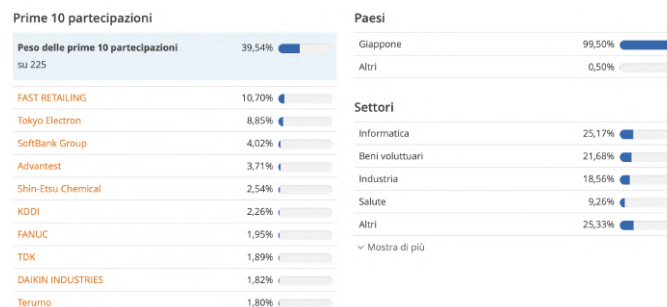 Prime 10 partecipazioni
Peso delle prime 10 partecipazioni 39,54%
su 225
FAST RETAILING 10,70%
Tokyo Electron 8,85%
SoftBank Group 4,02%
Advantest 3,71%
Shin-Etsu Chemical 2,54%
KDDI 2,26%
FANUC 1,95%
TDK 1,89%
DAIKIN INDUSTRIES 1,82%
Terumo 1,80%
Paesi
Giappone 99,50%
Altri 0,50%
Settori
Informatica 25,17%
Beni voluttuari 21,68%
Industria 18,56%
Salute 9,26%
Altri 25,33%
Mostra di più